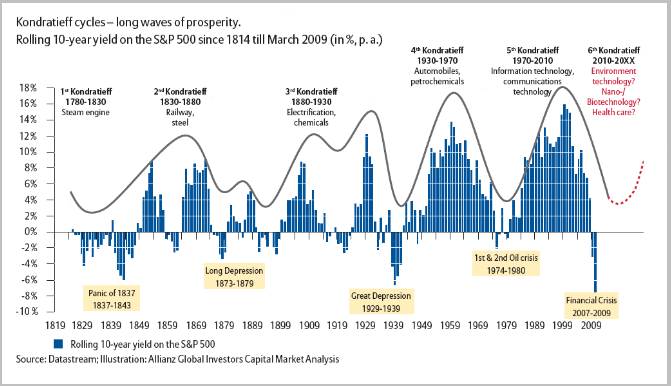 Kondratieff cycles – long waves of prosperity.
Rolling 10-year yield on the S&P 500 since 1814 till March 2009 (in %, p. a.)
1st Kondratieff
1780-1830
Steam engine
2nd Kondratieff
1830-1880
Railway,
steel
3rd Kondratieff
1880-1930
Electrification,
chemicals
4th Kondratieff
1930-1970
Automobiles,
petrochemicals
5th Kondratieff
1970-2010
Information technology,
communications
technology
6th Kondratieff
2010-20XX
Environment
technology?
Nano-/
Biotechnology?
Health care?
18%
16%
14%
12%
10%
8%
6%
4%
2%
0%
-2%
-4%
-6%
-8%
-10 %
Panic of 1837
1837-1843
Long Depression
1873-1879
Great Depression
1929-1939
1st & 2nd Oil crisis
1974-1980
Financial Crisis
2007-2009
1819 1829 1839 1849 1859 1869 1879 1889 1899 1909 1919 1929 1939 1949 1959 1969 1979 1989 1999 2009
Rolling 10-year yield on the S&P 500
Source: Datastream; Illustration: Allianz Global Investors Capital Market Analysis